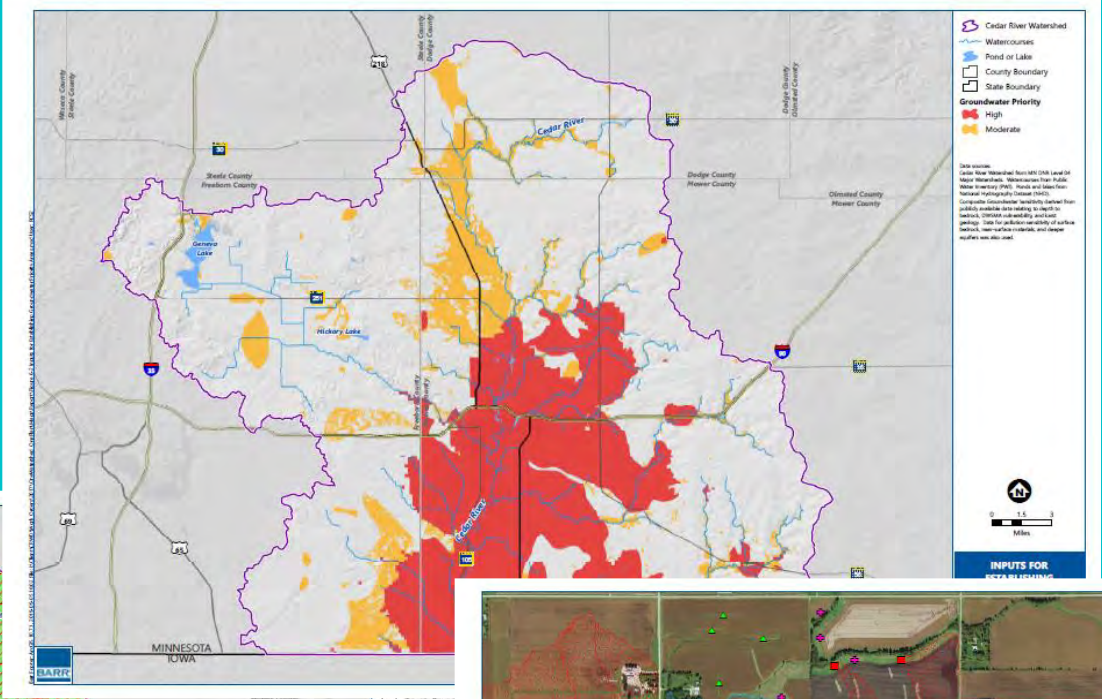 Cedar River Watershed
Watercourses
Pond or Lake
County Boundary
State Boundary
Groundwater Priority
High
Moderate
Data sources:
Cedar River Watershed from MN DNR Level 04
Major Watersheds. Watercourses from Public
Water Inventory (PWI). Ponds and lakes from
National Hydrography Dataset (NHD).
Composite Groundwater Sensitivity derived from
publicly available data relating to depth to
bedrock, DWSMA vulnerability, and karst
geology. Data for pollution sensitivity of surface
bedrock, near-surface materials, and deeper
aquifers was also used.
N
0 1.5 3
Miles
INPUTS FOR
ESTABLISHING
Steele County
Dodge County
218
Waseca County
Steele County
Dodge County
Olmsted County
30
Cedar River
Steele County
Freeborn County
Dodge County
Mower County
Olmsted County
Mower County
Geneva
Lake
251
Hickory Lake
35
90
Freeborn County
69
65
Cedar River
105
MINNESOTA
IOWA
BARR